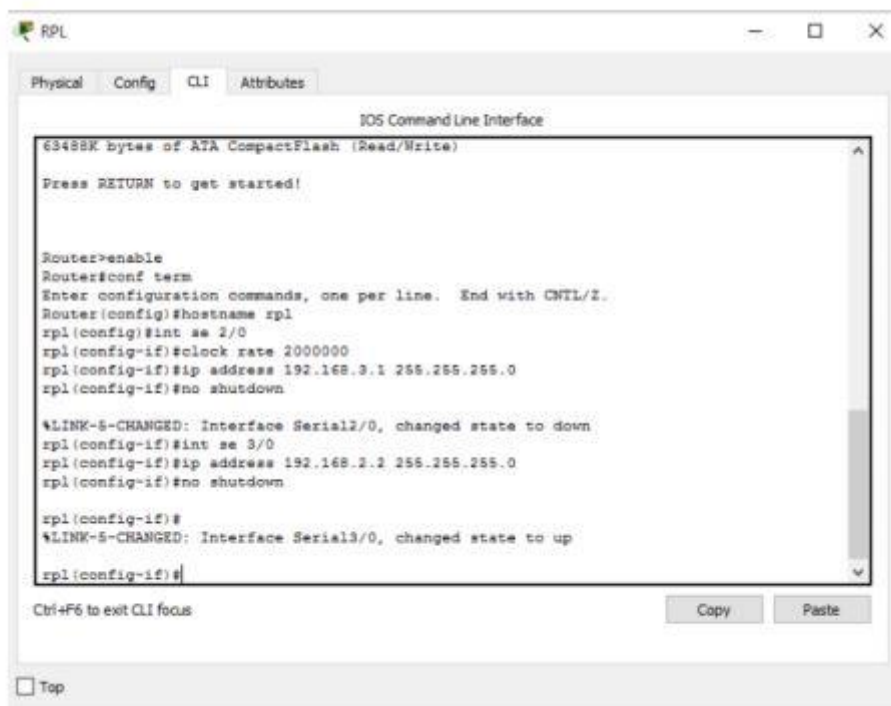 RPL
Physical Config CLI Attributes
IOS Command Line Interface
63488K bytes of ATA CompactFlash (Read/Write)
Press RETURN to get started!
Router>enable
Router#conf term
Enter configuration commands, one per line. End with CNTL/Z.
Router(config)#hostname rpl
rpl(config)#int se 2/0
rpl(config-if)#clock rate 2000000
rpl(config-if)#ip address 192.168.3.1 255.255.255.0
rpl(config-if)#no shutdown
%LINK-5-CHANGED: Interface Serial2/0, changed state to down
rpl(config-if)#int se 3/0
rpl(config-if)#ip address 192.168.2.2 255.255.255.0
rpl(config-if)#no shutdown
rpl(config-if)#
%LINK-5-CHANGED: Interface Serial3/0, changed state to up
rpl(config-if)#
Ctrl+F6 to exit CLI focus
Copy Paste
Top